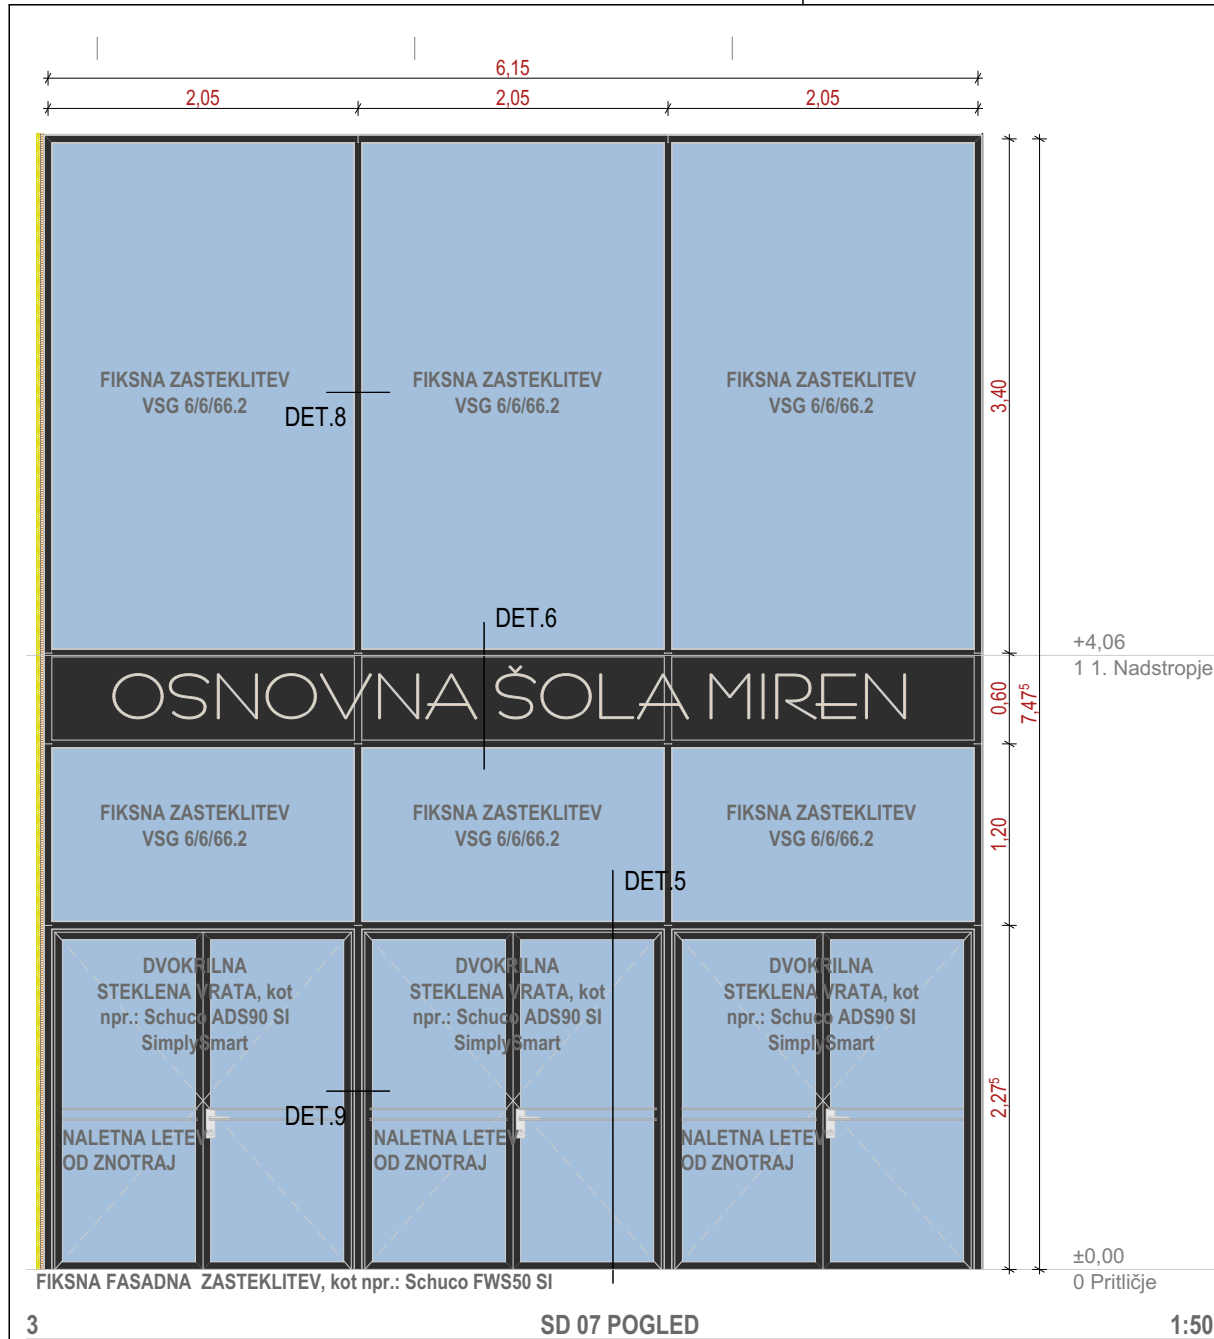 6,15
2,05 2,05 2,05
FIKSNA ZASTEKLITEV
VSG 6/6/66.2
FIKSNA ZASTEKLITEV
VSG 6/6/66.2
FIKSNA ZASTEKLITEV
VSG 6/6/66.2
DET.8
3,40
DET.6
+4,06
1 1. Nadstropje
OSNOVNA ŠOLA MIREN
0,60
7,47⁵
FIKSNA ZASTEKLITEV
VSG 6/6/66.2
FIKSNA ZASTEKLITEV
VSG 6/6/66.2
FIKSNA ZASTEKLITEV
VSG 6/6/66.2
1,20
DET.5
DVOKRILNA
STEKLENA VRATA, kot
npr.: Schuco ADS90 SI
SimplySmart
DVOKRILNA
STEKLENA VRATA, kot
npr.: Schuco ADS90 SI
SimplySmart
DVOKRILNA
STEKLENA VRATA, kot
npr.: Schuco ADS90 SI
SimplySmart
2,27⁵
DET.9
NALETNA LETEV
OD ZNOTRAJ
NALETNA LETEV
OD ZNOTRAJ
NALETNA LETEV
OD ZNOTRAJ
±0,00
0 Pritličje
FIKSNA FASADNA ZASTEKLITEV, kot npr.: Schuco FWS50 SI
3 SD 07 POGLED 1:50